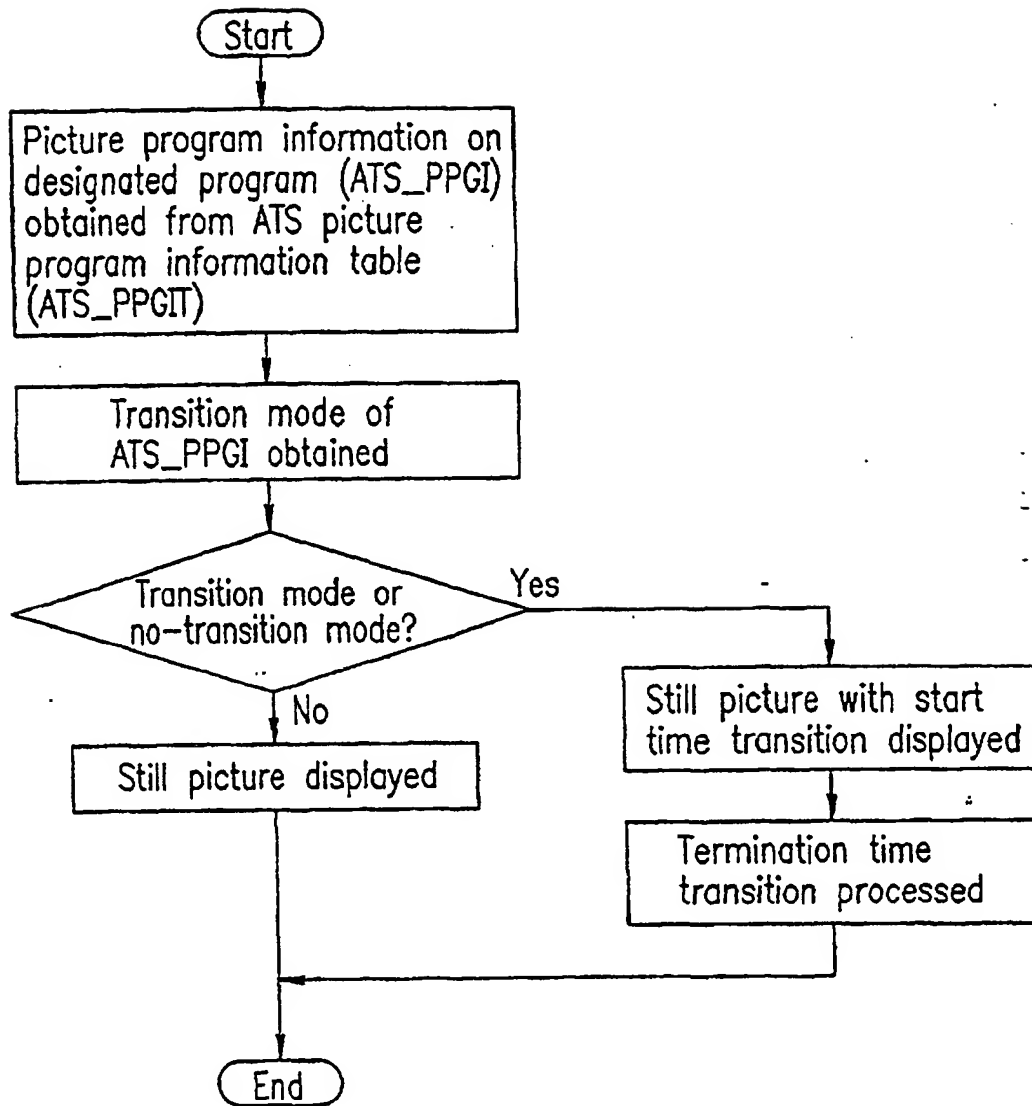 Start
Picture program information on
designated program (ATS_PPGI)
obtained from ATS picture
program information table
(ATS_PPGIT)
Transition mode of
ATS_PPGI obtained
Transition mode or
no-transition mode?
Yes
No
Still picture with start
time transition displayed
Still picture displayed
Termination time
transition processed
End